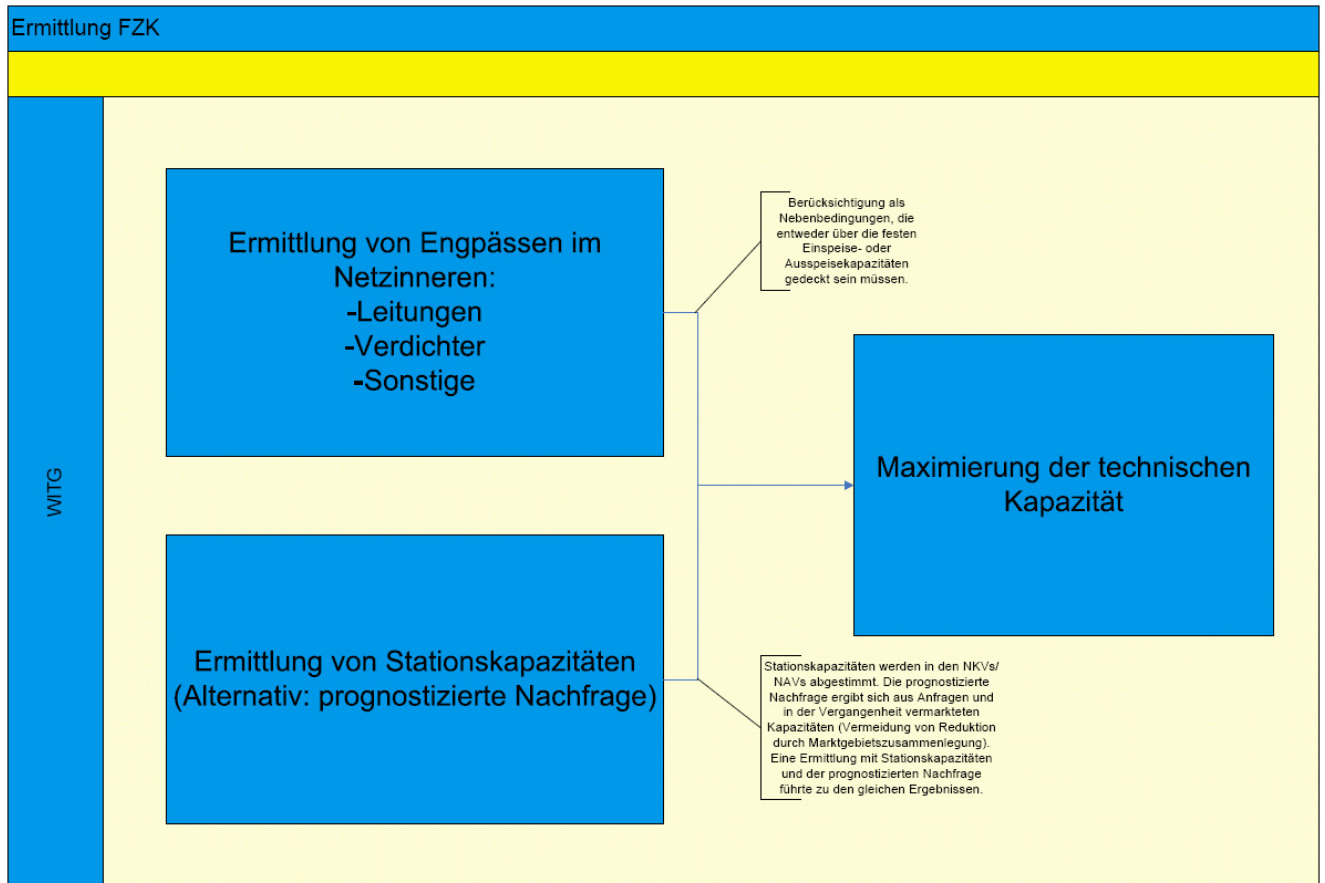 Ermittlung FZK
WITG
Ermittlung von Engpässen im
Netzinneren:
-Leitungen
-Verdichter
-Sonstige
Berücksichtigung als
Nebenbedingungen, die
entweder über die festen
Einspeise- oder
Ausspeisekapazitäten
gedeckt sein müssen.
Maximierung der technischen
Kapazität
Ermittlung von Stationskapazitäten
(Alternativ: prognostizierte Nachfrage)
Stationskapazitäten werden in den NKVs/
NAVs abgestimmt. Die prognostizierte
Nachfrage ergibt sich aus Anfragen und
in der Vergangenheit vermarkteten
Kapazitäten (Vermeidung von Reduktion
durch Marktgebietszusammenlegung).
Eine Ermittlung mit Stationskapazitäten
und der prognostizierten Nachfrage
führte zu den gleichen Ergebnissen.